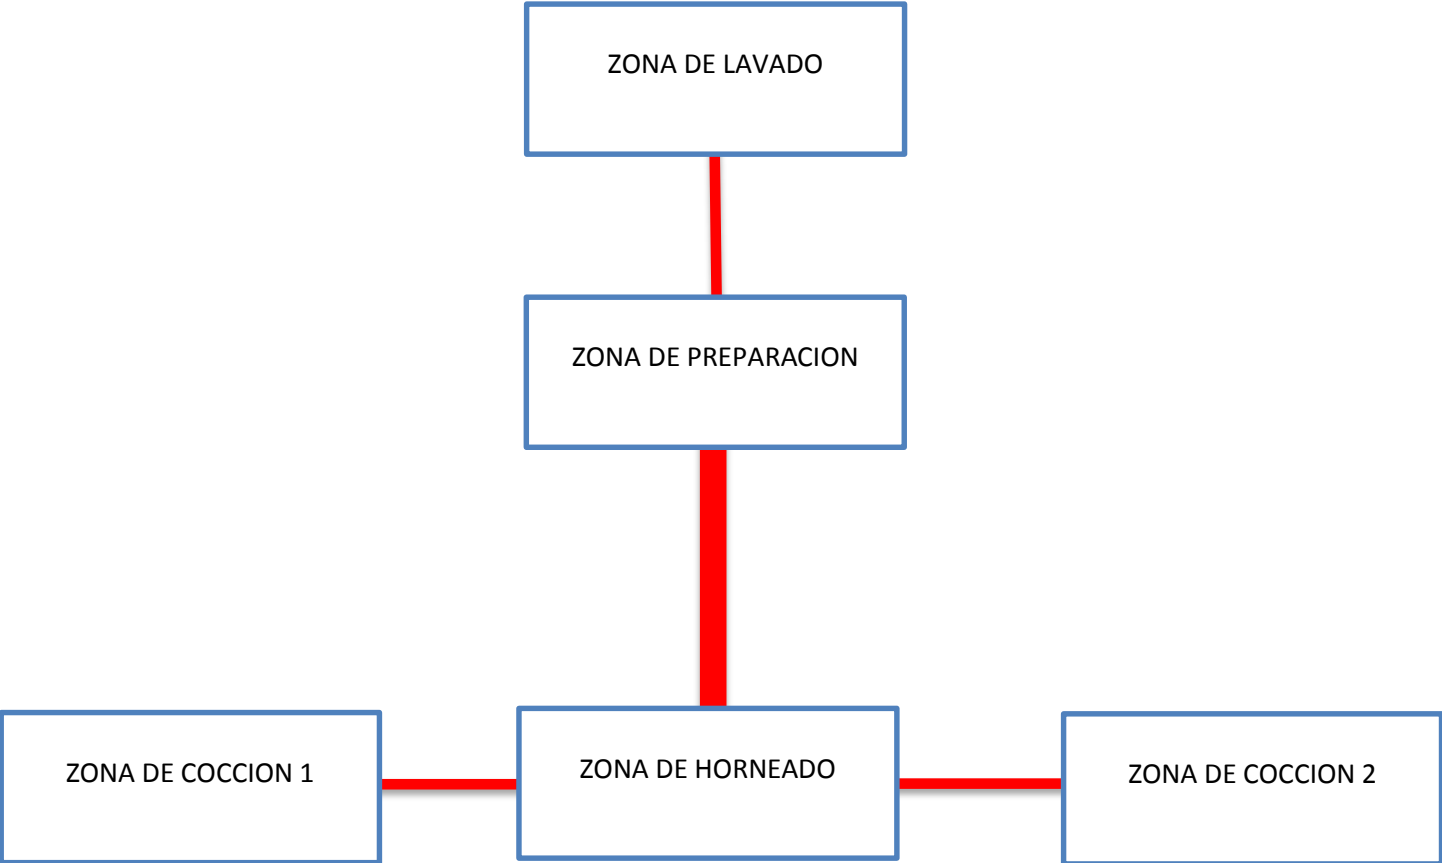 ZONA DE LAVADO
ZONA DE PREPARACION
ZONA DE COCCION 1
ZONA DE HORNEADO
ZONA DE COCCION 2